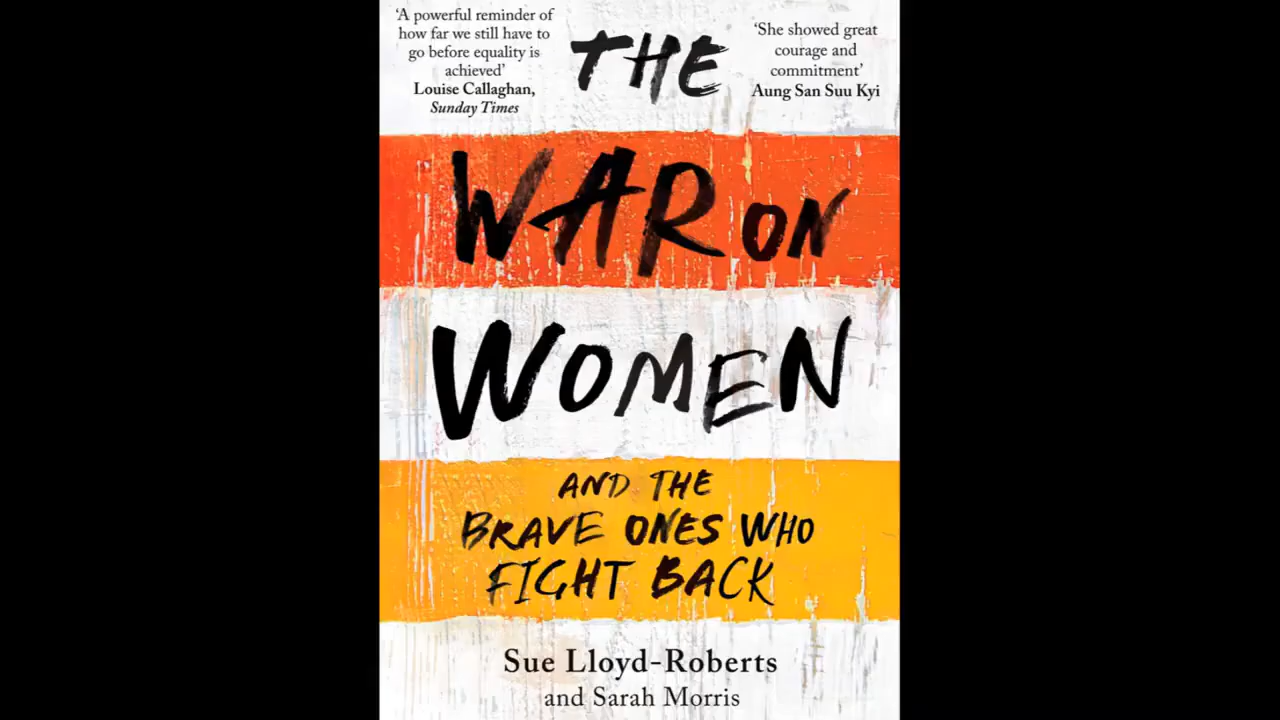 ‘A powerful reminder of
how far we still have to
go before equality is
achieved’
Louise Callaghan,
Sunday Times
‘She showed great
courage and
commitment’
Aung San Suu Kyi
THE
WAR ON
WOMEN
AND THE
BRAVE ONES WHO
FIGHT BACK
Sue Lloyd-Roberts
and Sarah Morris